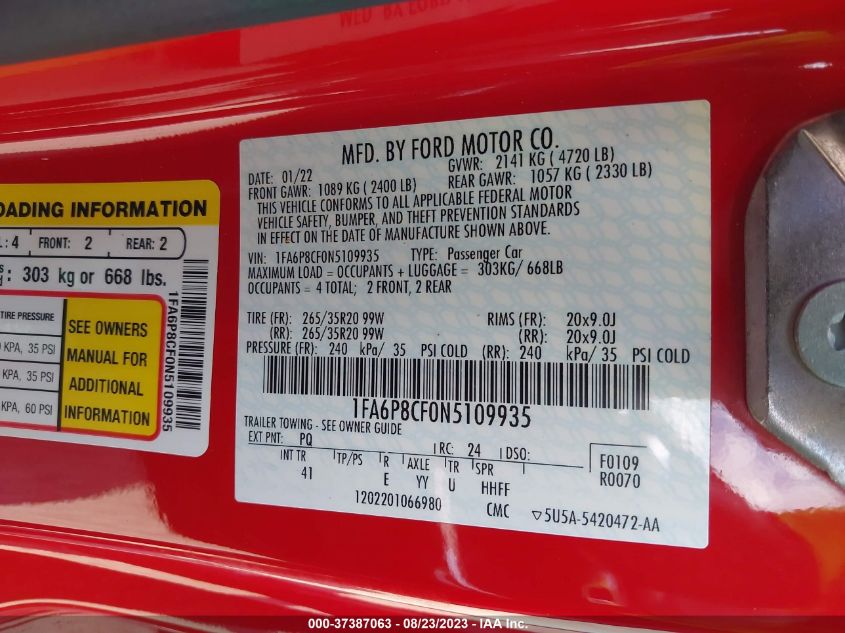 MFD. BY FORD MOTOR CO.
DATE: 01/22 GVWR: 2141 KG ( 4720 LB)
FRONT GAWR: 1089 KG ( 2400 LB) REAR GAWR: 1057 KG ( 2330 LB)
THIS VEHICLE CONFORMS TO ALL APPLICABLE FEDERAL MOTOR
VEHICLE SAFETY, BUMPER, AND THEFT PREVENTION STANDARDS
IN EFFECT ON THE DATE OF MANUFACTURE SHOWN ABOVE.
VIN: 1FA6P8CF0N5109935 TYPE: Passenger Car
MAXIMUM LOAD = OCCUPANTS + LUGGAGE = 303KG/ 668LB
OCCUPANTS = 4 TOTAL; 2 FRONT, 2 REAR
TIRE (FR): 265/35R20 99W RIMS (FR): 20x9.0J
(RR): 265/35R20 99W (RR): 20x9.0J
PRESSURE (FR): 240 kPa/ 35 PSI COLD (RR): 240 kPa/ 35 PSI COLD
1FA6P8CF0N5109935
TRAILER TOWING - SEE OWNER GUIDE
EXT PNT: PQ RC: 24 DSO:
F0109
R0070
INT TR TP/PS R AXLE TR SPR
41 E YY U HHFF
1202201066980 CMC ▽5U5A-5420472-AA
OADING INFORMATION
: 4 FRONT: 2 REAR: 2
: 303 kg or 668 lbs.
TIRE PRESSURE
KPA, 35 PSI
KPA, 35 PSI
KPA, 60 PSI
SEE OWNERS
MANUAL FOR
ADDITIONAL
INFORMATION
1FA6P8CF0N5109935
000-37387063 - 08/23/2023 - IAA Inc.